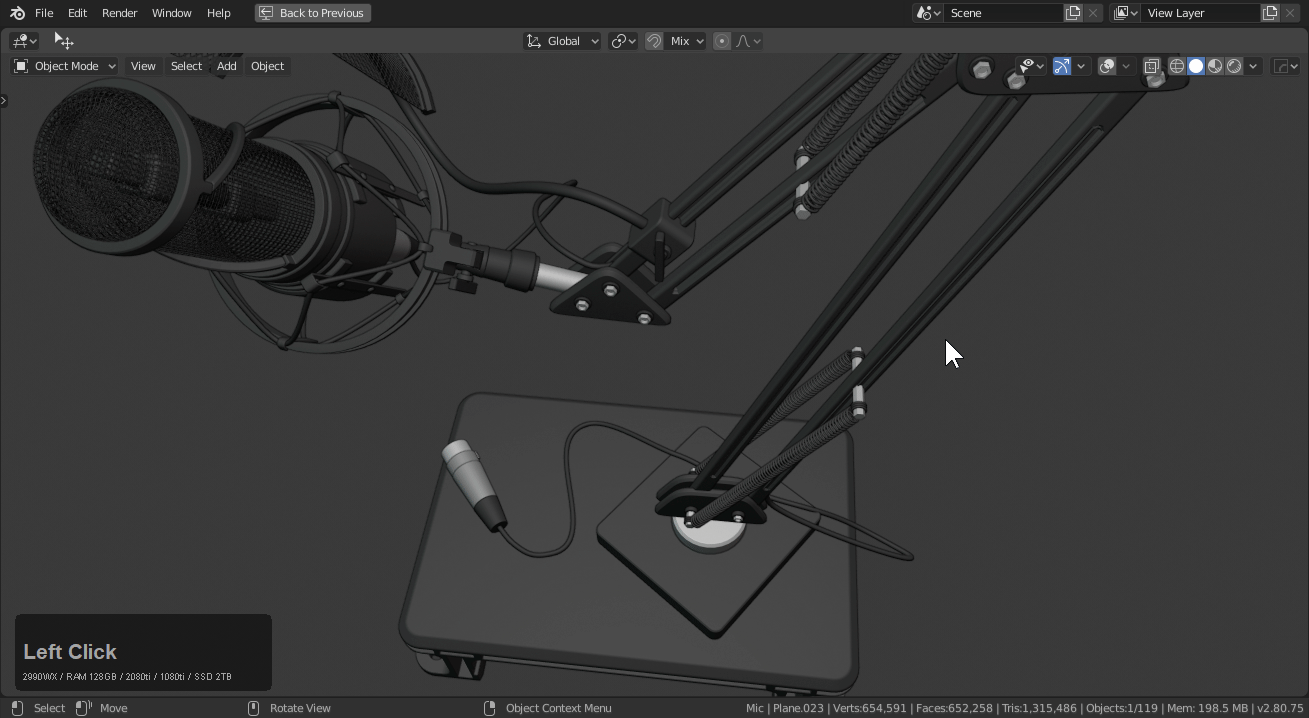 File Edit Render Window Help Back to Previous Scene View Layer
Global Mix
Object Mode View Select Add Object
Left Click
2990WX / RAM 128GB / 2080ti / 1080ti / SSD 2TB
Select Move Rotate View Object Context Menu Mic | Plane.023 | Verts:654,591 | Faces:652,258 | Tris:1,315,486 | Objects:1/119 | Mem: 198.5 MB | v2.80.75